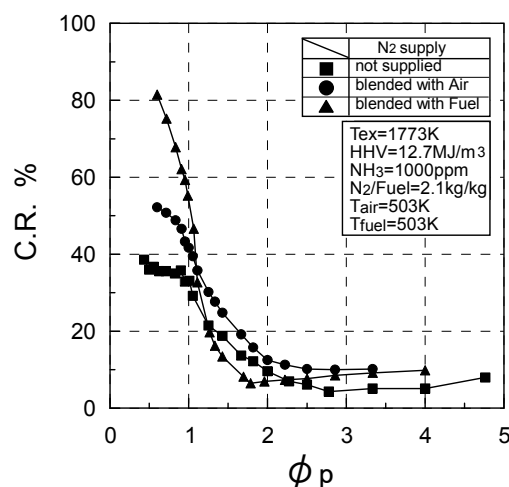 100
80
60
40
20
0
C.R. %
N2 supply
■ not supplied
● blended with Air
▲ blended with Fuel
Tex=1773K
HHV=12.7MJ/m3
NH3=1000ppm
N2/Fuel=2.1kg/kg
Tair=503K
Tfuel=503K
0 1 2 3 4 5
ϕ p